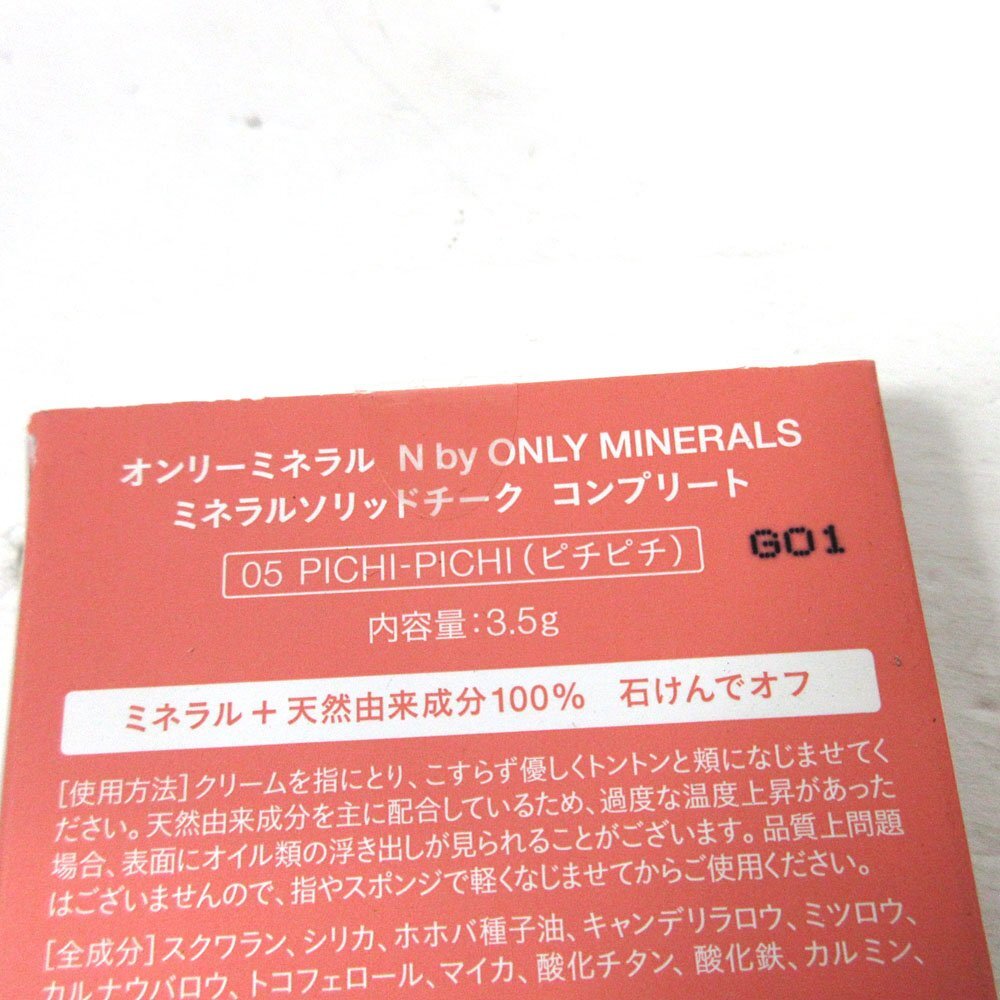 オンリーミネラル N by ONLY MINERALS
ミネラルソリッドチーク コンプリート
05 PICHI-PICHI(ピチピチ)
G01
内容量:3.5g
ミネラル+天然由来成分100% 石けんでオフ
[使用方法]クリームを指にとり、こすらず優しくトントンと頬になじませてく
ださい。天然由来成分を主に配合しているため、過度な温度上昇があった
場合、表面にオイル類の浮き出しが見られることがございます。品質上問題
はございませんので、指やスポンジで軽くなじませてからご使用ください。
[全成分]スクワラン、シリカ、ホホバ種子油、キャンデリラロウ、ミツロウ、
カルナウバロウ、トコフェロール、マイカ、酸化チタン、酸化鉄、カルミン、